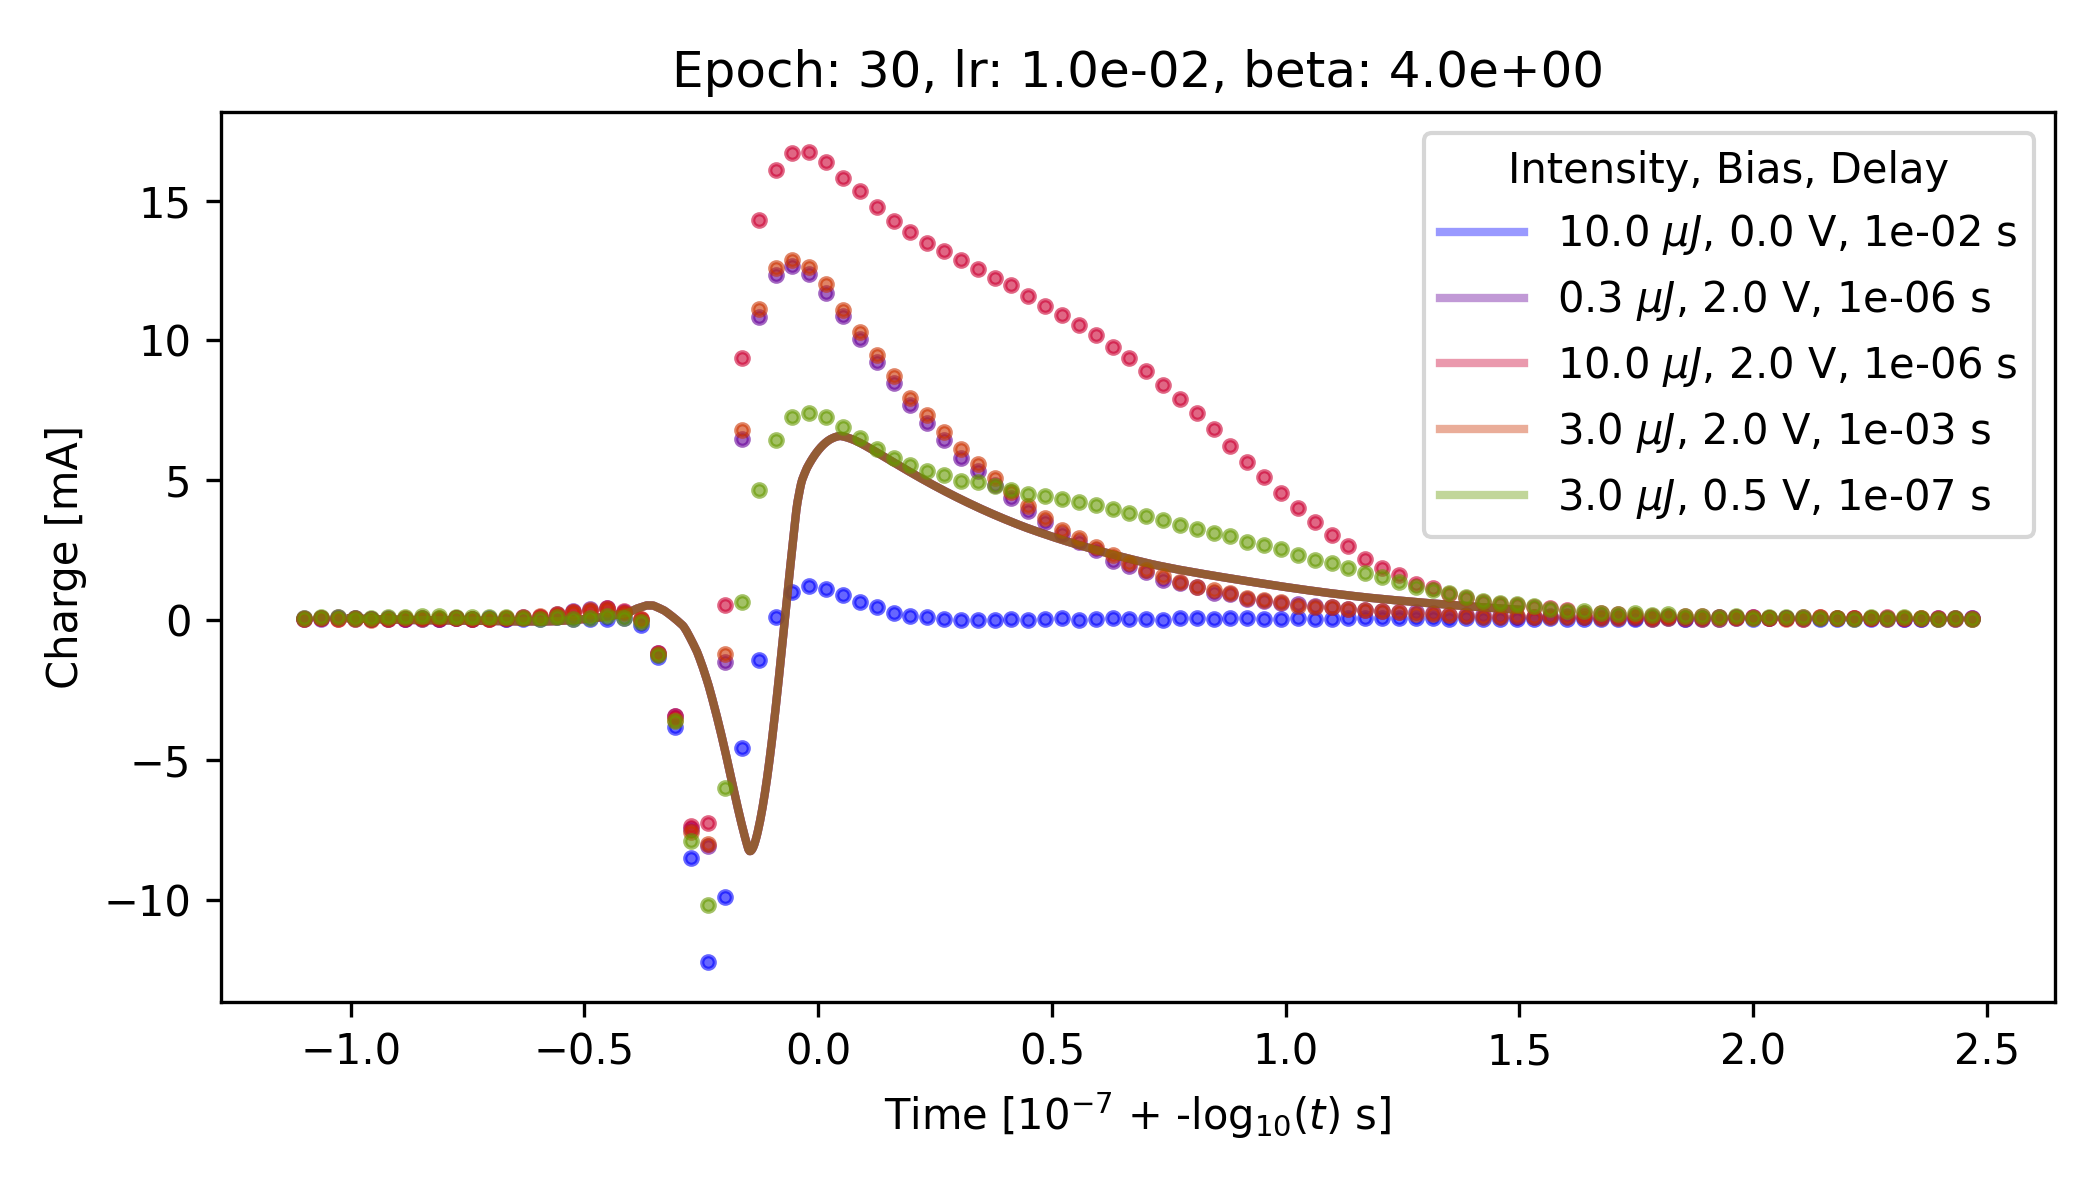 Epoch: 30, lr: 1.0e-02, beta: 4.0e+00
Charge [mA]
15
10
5
0
−5
−10
Intensity, Bias, Delay
10.0 μJ, 0.0 V, 1e-02 s
0.3 μJ, 2.0 V, 1e-06 s
10.0 μJ, 2.0 V, 1e-06 s
3.0 μJ, 2.0 V, 1e-03 s
3.0 μJ, 0.5 V, 1e-07 s
−1.0 −0.5 0.0 0.5 1.0 1.5 2.0 2.5
Time [10⁻⁷ + -log₁₀(t) s]